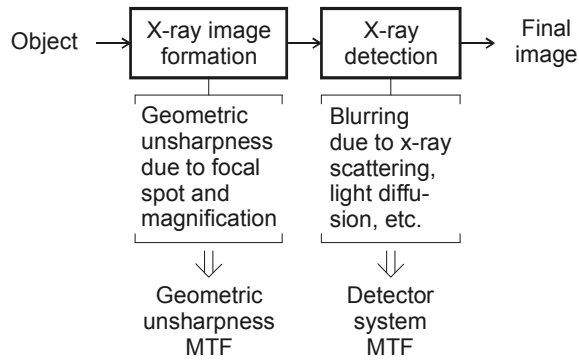 Object
X-ray image
formation
X-ray
detection
Final
image
Geometric
unsharpness
due to focal
spot and
magnification
Blurring
due to x-ray
scattering,
light diffu-
sion, etc.
Geometric
unsharpness
MTF
Detector
system
MTF